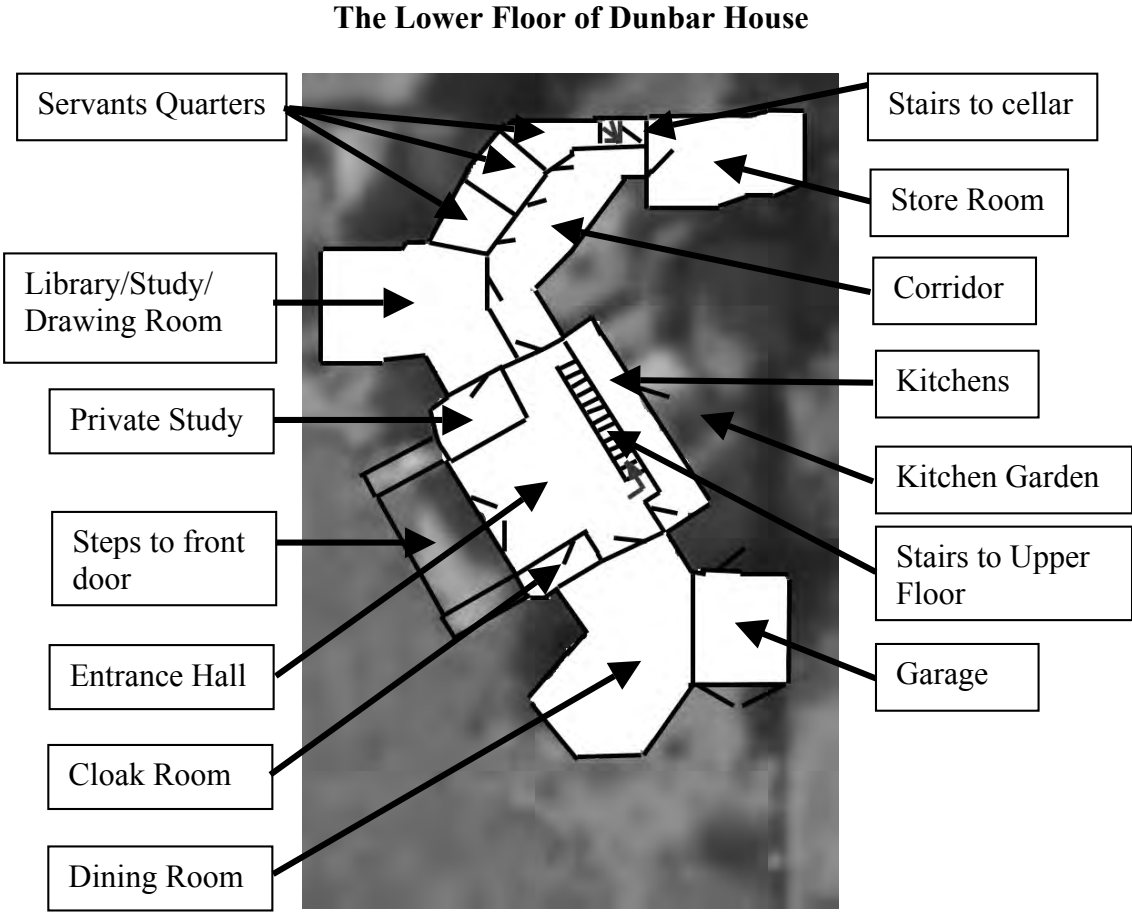 The Lower Floor of Dunbar House
Servants Quarters
Library/Study/
Drawing Room
Private Study
Steps to front
door
Entrance Hall
Cloak Room
Dining Room
Stairs to cellar
Store Room
Corridor
Kitchens
Kitchen Garden
Stairs to Upper
Floor
Garage